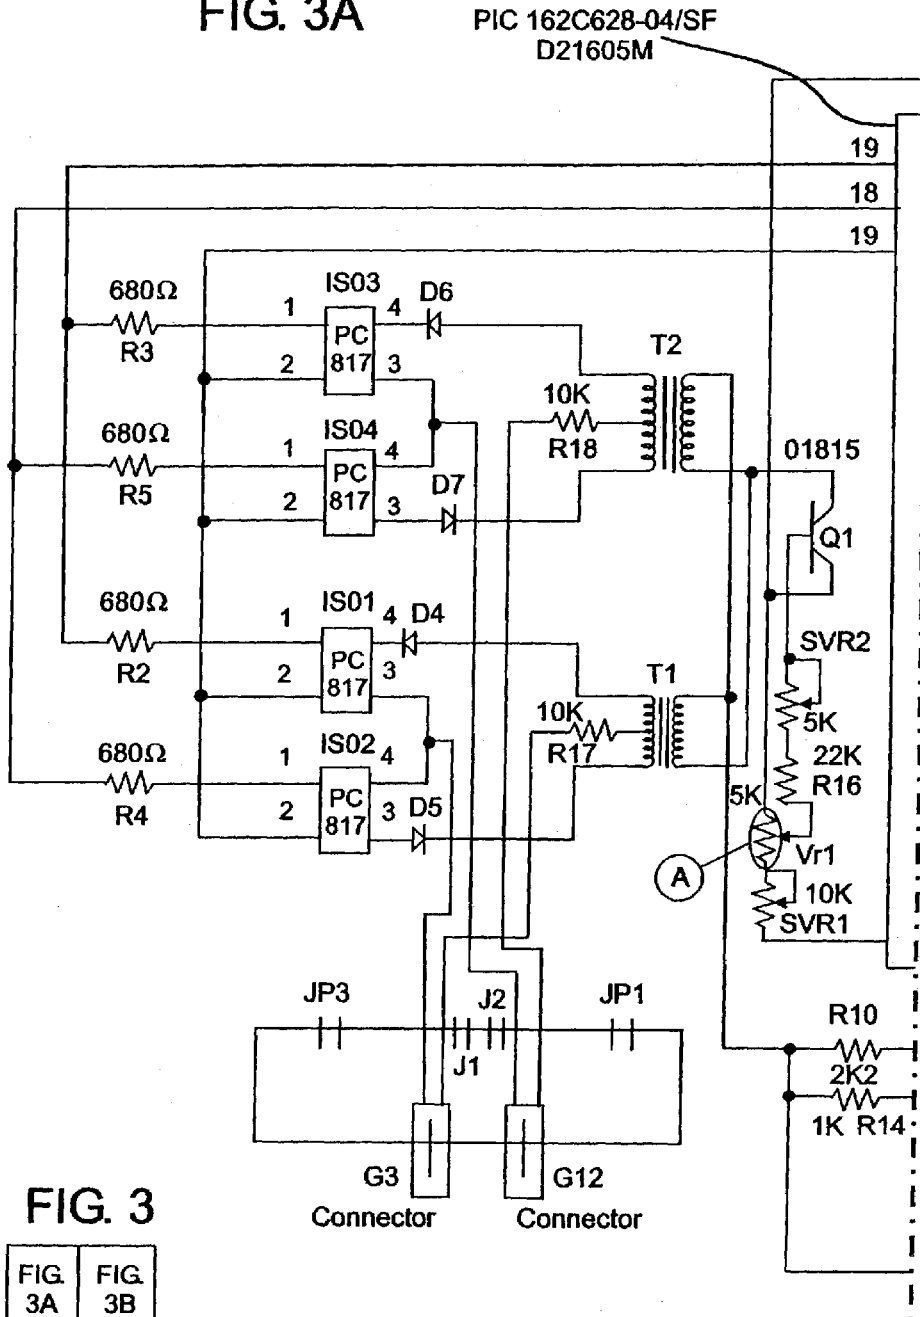 FIG. 3A
PIC 162C628-04/SF
D21605M
19
18
19
680Ω
R3
1
2
IS03
PC
817
4
3
D6
T2
10K
R18
680Ω
R5
1
2
IS04
PC
817
4
3
D7
01815
Q1
680Ω
R2
1
2
IS01
PC
817
4
3
D4
T1
SVR2
5K
10K
R17
680Ω
R4
1
2
IS02
PC
817
4
3
D5
22K
R16
5K
Vr1
A
10K
SVR1
JP3
J2
J1
JP1
R10
2K2
1K R14
G3
G12
Connector
Connector
FIG. 3
FIG.
3A
FIG.
3B